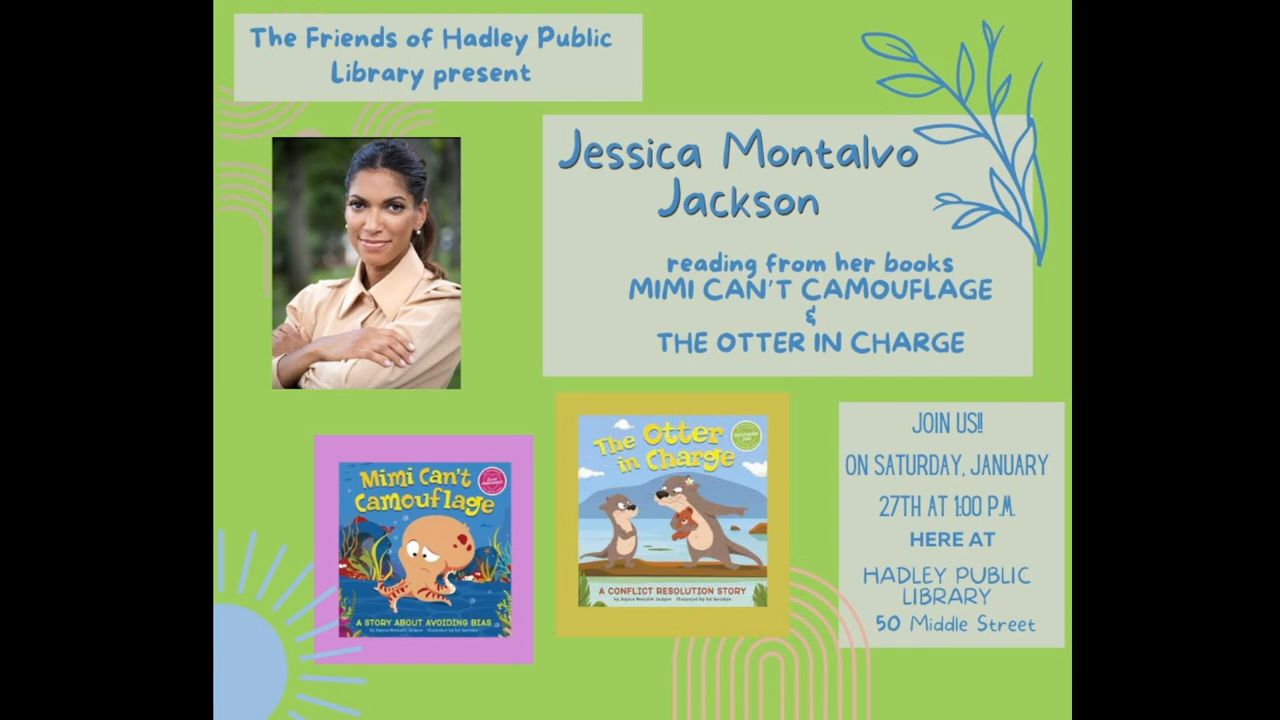 The Friends of Hadley Public
Library present
Jessica Montalvo
Jackson
reading from her books
MIMI CAN'T CAMOUFLAGE
&
THE OTTER IN CHARGE
Mimi Can't
Camouflage
A STORY ABOUT AVOIDING BIAS
The Otter
in Charge
A CONFLICT RESOLUTION STORY
JOIN US!!
ON SATURDAY, JANUARY
27TH AT 1:00 P.M.
HERE AT
HADLEY PUBLIC
LIBRARY
50 Middle Street